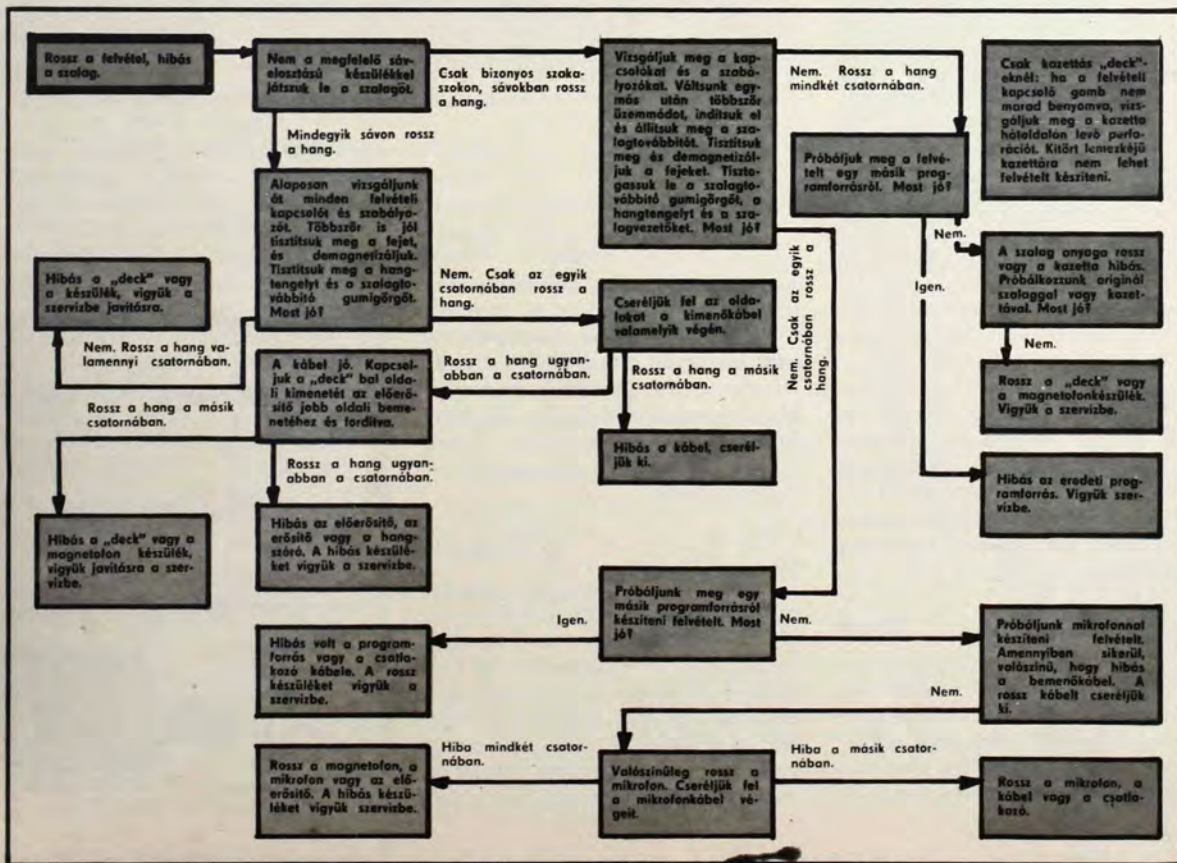 Rossz a felvétel, hibás
a szalag.
Nem a megfelelő sá-
velosztású készülékkel
játszuk le a szalagot.
Csak bizonyos szaka-
szokon, sávokban rossz
a hang.
Vizsgáljuk meg a kap-
csolókat és a szabá-
lyozókat. Váltsunk egy-
más után többször
üzemmódot, indítsuk el
és állítsuk meg a sza-
lagtovábbítót. Tisztítsuk
meg és demagnetizál-
juk a fejeket. Tiszto-
gassuk le a szalagto-
vábbító gumigörgőt, a
hangtengelyt és a sza-
lagvezetőket. Most jó?
Nem. Rossz a hang
mindkét csatornában.
Csak kazettás „deck"-
eknél: ha a felvételi
kapcsoló gomb nem
marad benyomva, vizs-
gáljuk meg a kazetta
hátoldalán levő perfo-
rációt. Kitört lemezkéjű
kazettára nem lehet
felvételt készíteni.
Mindegyik sávon rossz
a hang.
Próbáljuk meg a felvé-
telt egy másik prog-
ramforrásról. Most jó?
Alaposan vizsgáljunk
át minden felvételi
kapcsolót és szabályo-
zót. Többször is jól
tisztítsuk meg a fejet,
és demagnetizáljuk.
Tisztítsuk meg a hang-
tengelyt és a szalagto-
vábbító gumigörgőt.
Most jó?
Nem.
A szalag anyaga rossz
vagy a kazetta hibás.
Próbálkozzunk originál
szalaggal vagy kazet-
tával. Most jó?
Hibás a „deck" vagy
a készülék, vigyük a
szervizbe javításra.
Nem. Csak az egyik
csatornában rossz a
hang.
Cseréljük fel az olda-
lakat a kimenőkábel
valamelyik végén.
Nem. Csak az egyik
csatornában rossz a
hang.
Igen.
Nem.
Nem. Rossz a hang va-
lamennyi csatornában.
A kábel jó. Kapcsol-
juk a „deck" bal olda-
li kimenetét az előerő-
sítő jobb oldali beme-
netéhez és fordítva.
Rossz a hang ugyan-
abban a csatornában.
Rossz a hang a másik
csatornában.
Rossz a „deck" vagy
a magnetofonkészülék.
Vigyük a szervizbe.
Rossz a hang a másik
csatornában.
Hibás a kábel, cserél-
jük ki.
Rossz a hang ugyan-
abban a csatornában.
Hibás az eredeti prog-
ramforrás. Vigyük szer-
vizbe.
Hibás a „deck" vagy a
magnetofon készülék,
vigyük javításra a szer-
vizbe.
Hibás az előerősítő, az
erősítő vagy a hang-
szóró. A hibás készülé-
ket vigyük a szervizbe.
Próbáljunk meg egy
másik programforrásról
készíteni felvételt. Most
jó?
Igen.
Nem.
Próbáljunk mikrofonnal
készíteni felvételt.
Amennyiben sikerül,
valószínű, hogy hibás
a bemenőkábel. A
rossz kábelt cseréljük
ki.
Hibás volt a program-
forrás vagy a csatla-
kozó kábele. A rossz
készüléket vigyük a
szervizbe.
Nem.
Hiba mindkét csator-
nában.
Hiba a másik csator-
nában.
Rossz a magnetofon, a
mikrofon vagy az elő-
erősítő. A hibás készü-
léket vigyük szervizbe.
Valószínűleg rossz a
mikrofon. Cseréljük fel
a mikrofonkábel vé-
geit.
Rossz a mikrofon, a
kábel vagy a csatla-
kozó.